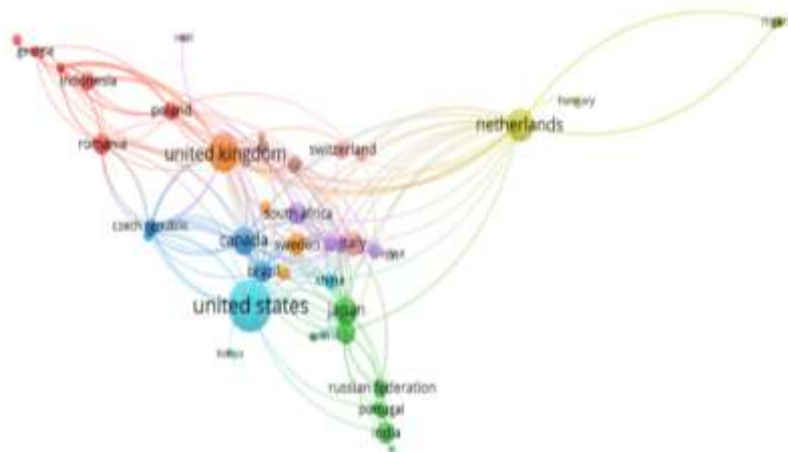 indonesia
poland
hungary
netherlands
romania
united kingdom
switzerland
south africa
czech republic
canada
sweden
italy
brazil
china
united states
japan
russian federation
portugal
india